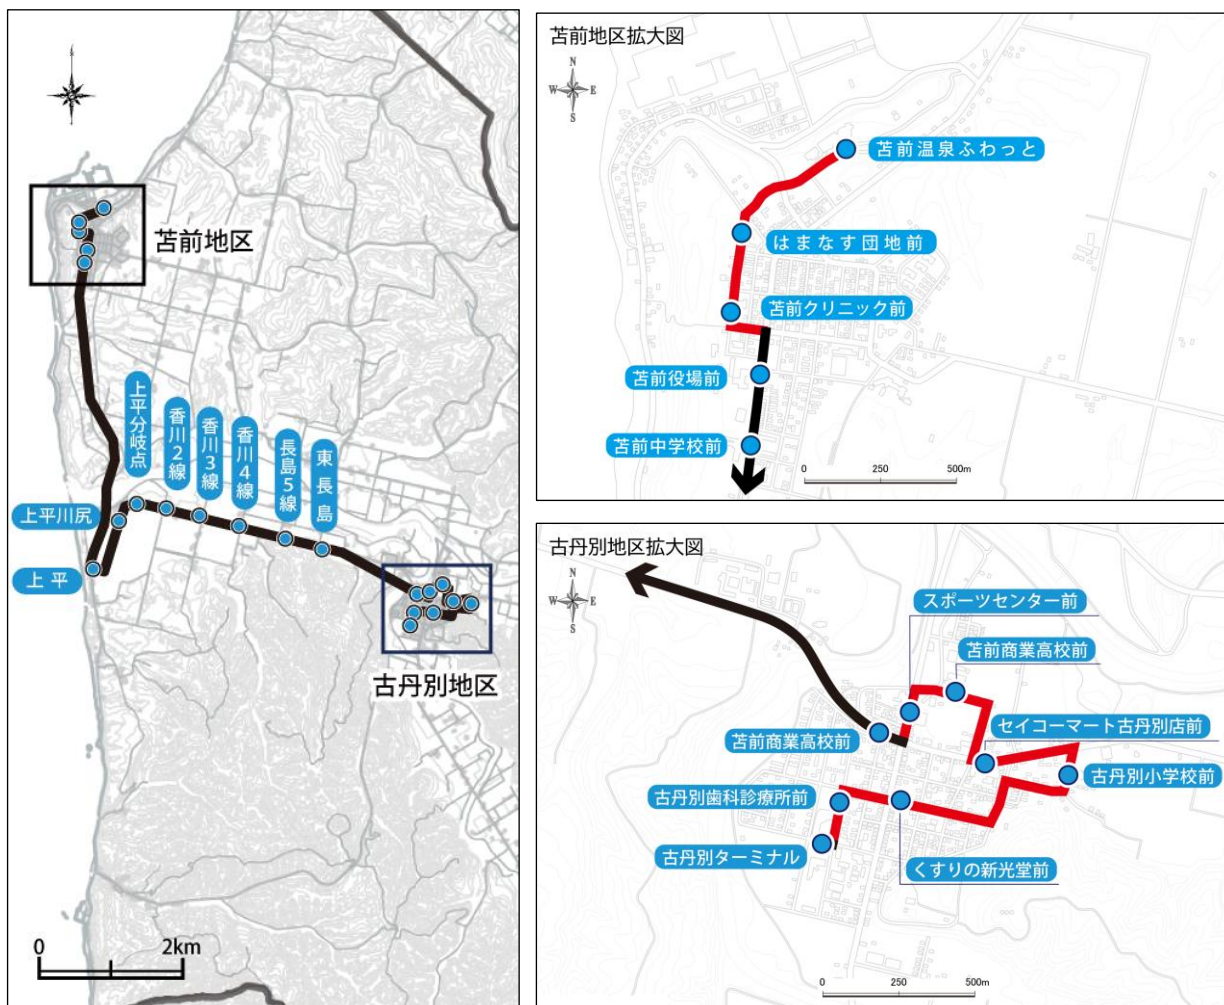 苫前地区
上平分岐点
香川2線
香川3線
香川4線
長島5線
東長島
上平川尻
上平
古丹別地区
0
2km
苫前地区拡大図
N
W
E
S
苫前温泉ふわっと
はまなす団地前
苫前クリニック前
苫前役場前
苫前中学校前
0
250
500m
古丹別地区拡大図
N
W
E
S
スポーツセンター前
苫前商業高校前
セイコーマート古丹別店前
苫前商業高校前
古丹別小学校前
古丹別歯科診療所前
古丹別ターミナル
くすりの新光堂前
0
250
500m